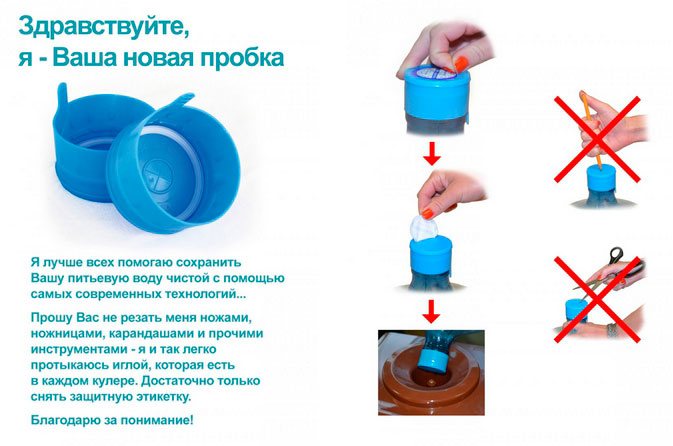 Здравствуйте,
я - Ваша новая пробка
Я лучше всех помогаю сохранить
Вашу питьевую воду чистой с помощью
самых современных технологий...
Прошу Вас не резать меня ножами,
ножницами, карандашами и прочими
инструментами - я и так легко
протыкаюсь иглой, которая есть
в каждом кулере. Достаточно только
снять защитную этикетку.
Благодарю за понимание!